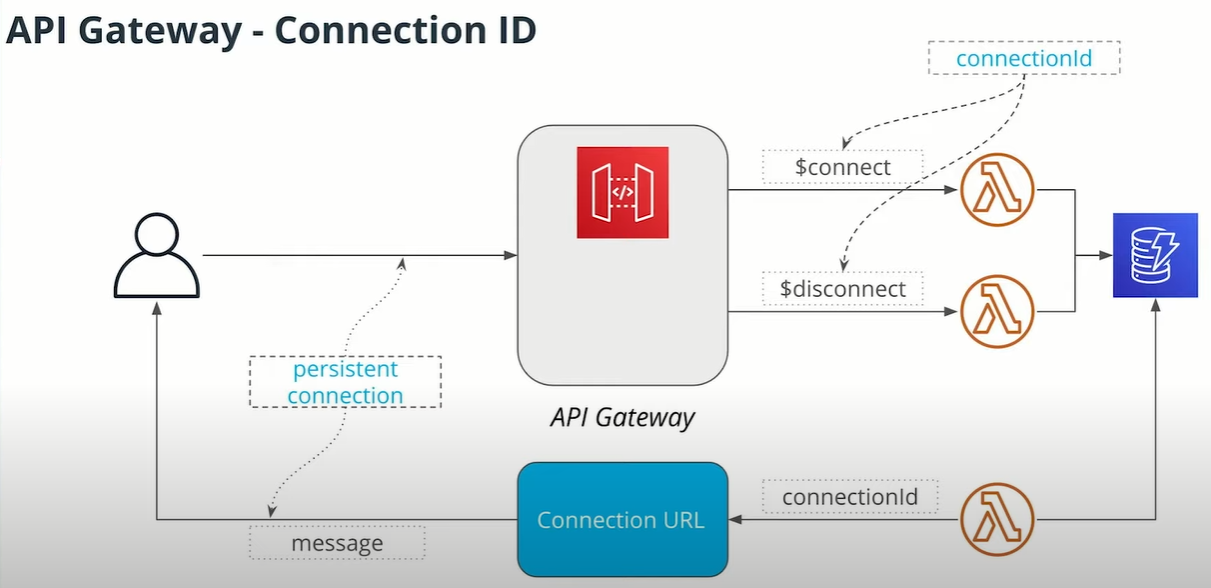 API Gateway - Connection ID
connectionId
$connect
$disconnect
persistent
connection
API Gateway
Connection URL
connectionId
message